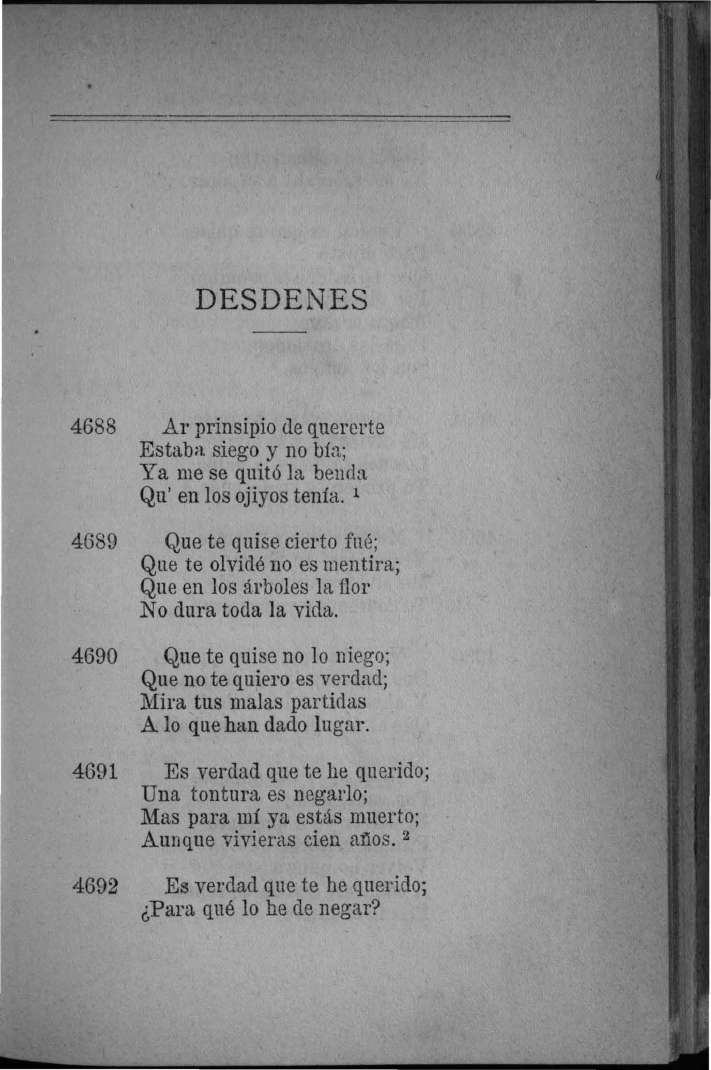 DESDENES
4688 Ar prinsipio de quererte
Estaba siego y no bía;
Ya me se quitó la benda
Qu' en los ojiyos tenía. ¹
4689 Que te quise cierto fué;
Que te olvidé no es mentira;
Que en los árboles la flor
No dura toda la vida.
4690 Que te quise no lo niego;
Que no te quiero es verdad;
Mira tus malas partidas
A lo que han dado lugar.
4691 Es verdad que te he querido;
Una tontura es negarlo;
Mas para mí ya estás muerto;
Aunque vivieras cien años. ²
4692 Es verdad que te he querido;
¿Para qué lo he de negar?